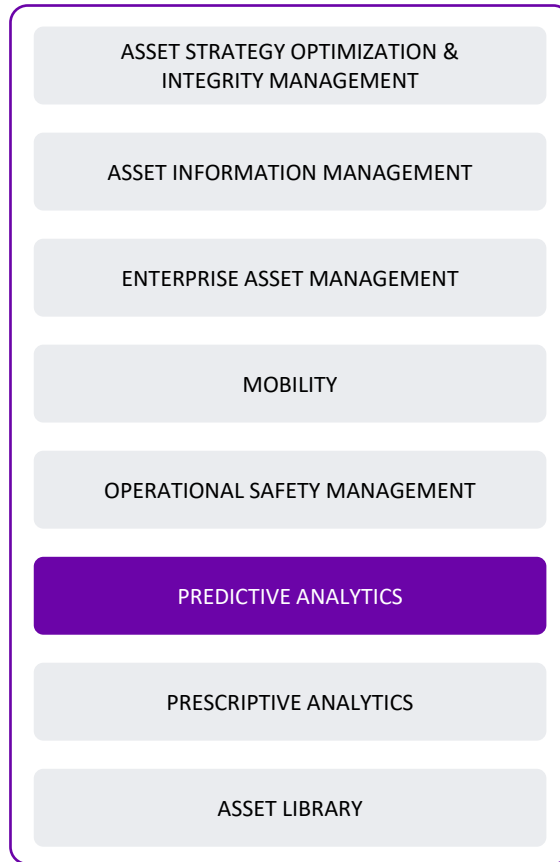 ASSET STRATEGY OPTIMIZATION &
INTEGRITY MANAGEMENT
ASSET INFORMATION MANAGEMENT
ENTERPRISE ASSET MANAGEMENT
MOBILITY
OPERATIONAL SAFETY MANAGEMENT
PREDICTIVE ANALYTICS
PRESCRIPTIVE ANALYTICS
ASSET LIBRARY